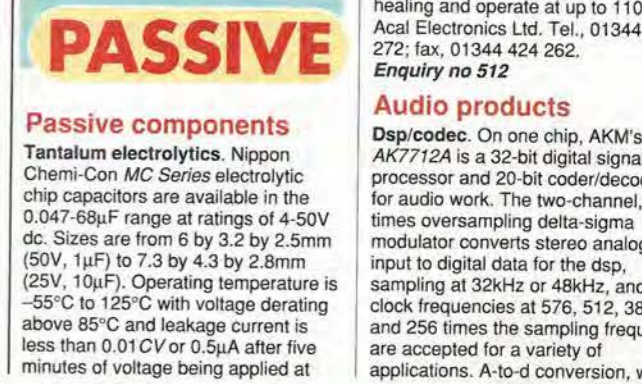 PASSIVE
Passive components
Tantalum electrolytics. Nippon
Chemi-Con MC Series electrolytic
chip capacitors are available in the
0.047-68µF range at ratings of 4-50V
dc. Sizes are from 6 by 3.2 by 2.5mm
(50V, 1µF) to 7.3 by 4.3 by 2.8mm
(25V, 10µF). Operating temperature is
–55°C to 125°C with voltage derating
above 85°C and leakage current is
less than 0.01CV or 0.5µA after five
minutes of voltage being applied at
healing and operate at up to 110
Acal Electronics Ltd. Tel., 01344
272; fax, 01344 424 262.
Enquiry no 512
Audio products
Dsp/codec. On one chip, AKM's
AK7712A is a 32-bit digital signa
processor and 20-bit coder/decod
for audio work. The two-channel,
times oversampling delta-sigma
modulator converts stereo analog
input to digital data for the dsp,
sampling at 32kHz or 48kHz, and
clock frequencies at 576, 512, 38
and 256 times the sampling frequ
are accepted for a variety of
applications. A-to-d conversion, w